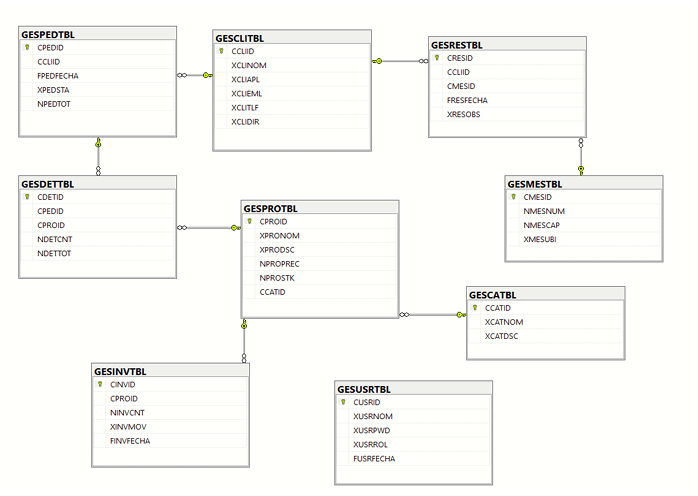 GESPEDTBL
CPEDID
CCLIID
FPEDFECHA
XPEDSTA
NPEDTOT
GESCLITBL
CCLIID
XCLINOM
XCLIAPL
XCLIEML
XCLITLF
XCLIDIR
GESRESTBL
CRESID
CCLIID
CMESID
FRESFECHA
XRESOBS
GESDETTBL
CDETID
CPEDID
CPROID
NDETCNT
NDETTOT
GESPROTBL
CPROID
XPRONOM
XPRODSC
NPROPREC
NPROSTK
CCATID
GESMESTBL
CMESID
NMESNUM
NMESCAP
XMESUBI
GESCATBL
CCATID
XCATNOM
XCATDSC
GESINVTBL
CINVID
CPROID
NINVCNT
XINVMOV
FINVFECHA
GESUSRTBL
CUSRID
XUSRNOM
XUSRPWD
XUSRROL
FUSRFECHA